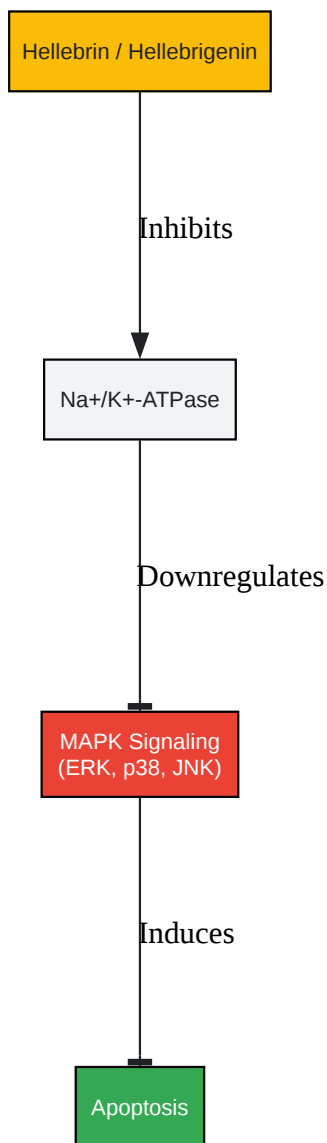 Hellebrin / Hellebrigenin
Inhibits
Na+/K+-ATPase
Downregulates
MAPK Signaling
(ERK, p38, JNK)
Induces
Apoptosis